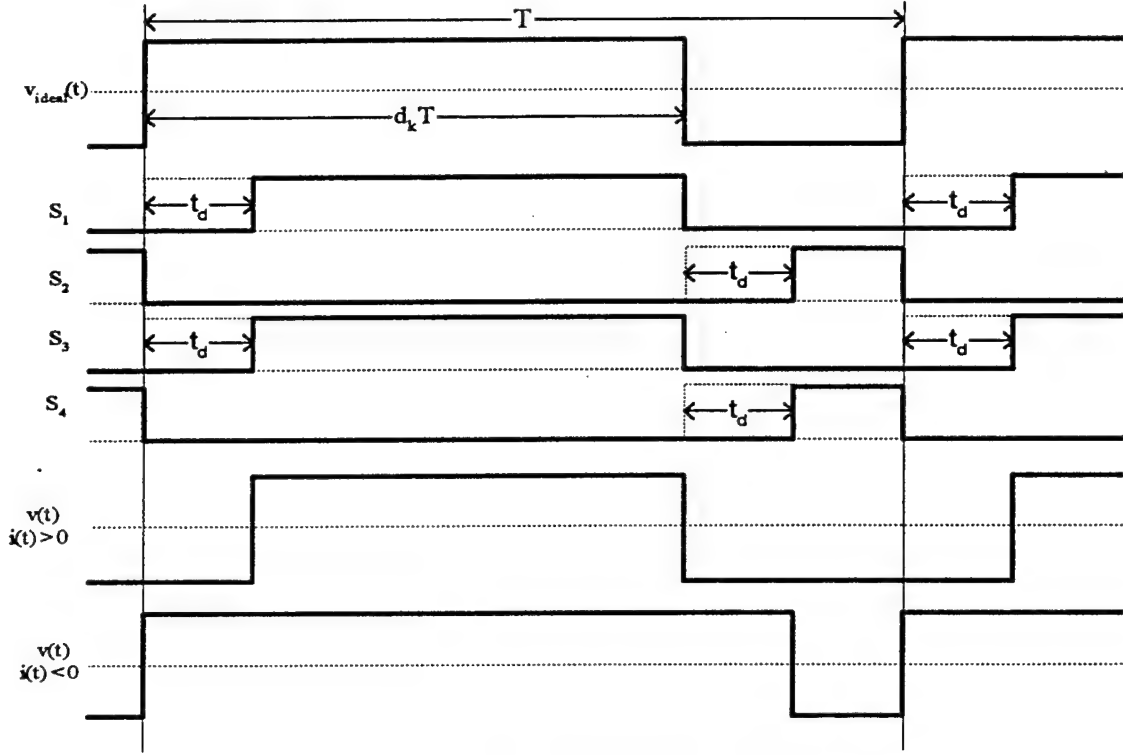 T
v_ideal(t)
d_k T
t_d t_d
S_1
S_2
t_d
t_d t_d
S_3
S_4
t_d
v(t)
i(t)>0
v(t)
i(t)<0